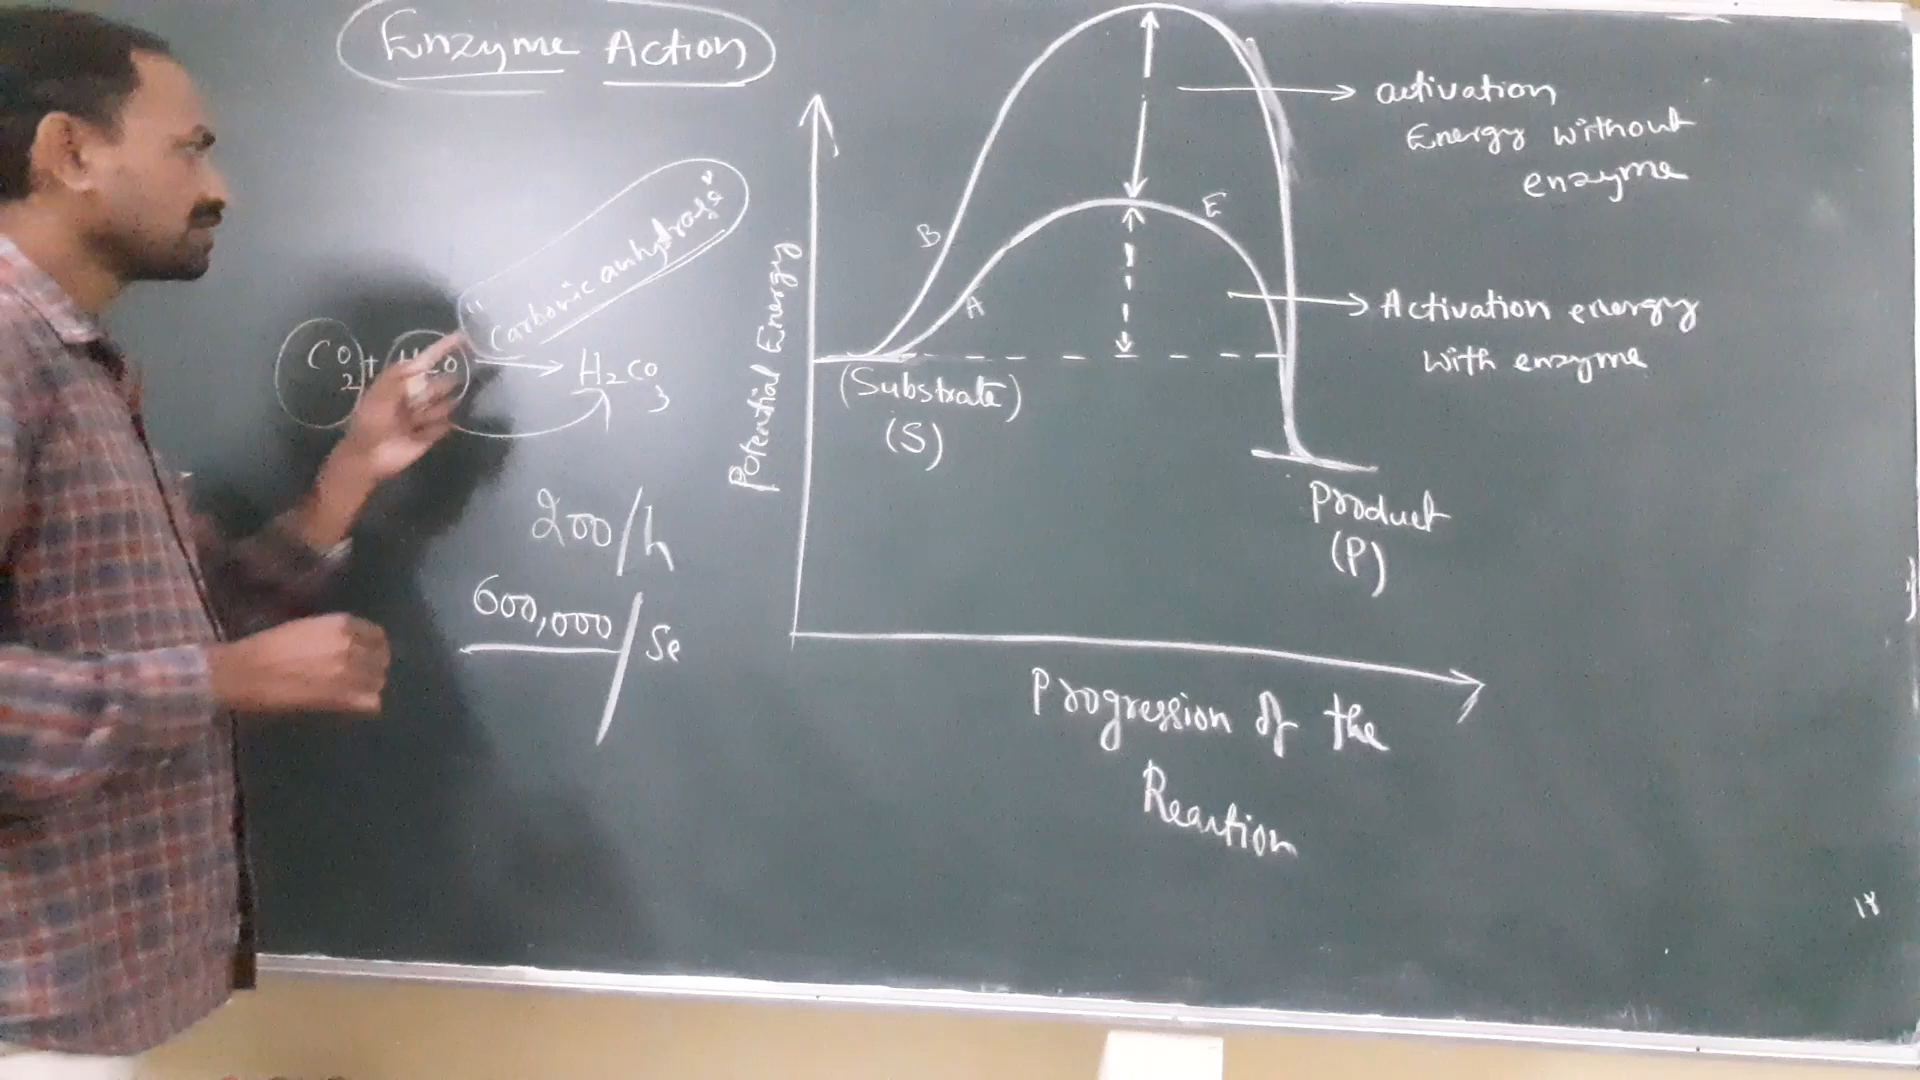 Enzyme Action
"Carbonic anhydrase"
CO2 + H2O → H2CO3
200/h
600,000/Se
Potential Energy
B
A
E
activation
Energy without
enzyme
Activation energy
with enzyme
(Substrate)
(S)
Product
(P)
Progression of the
Reaction